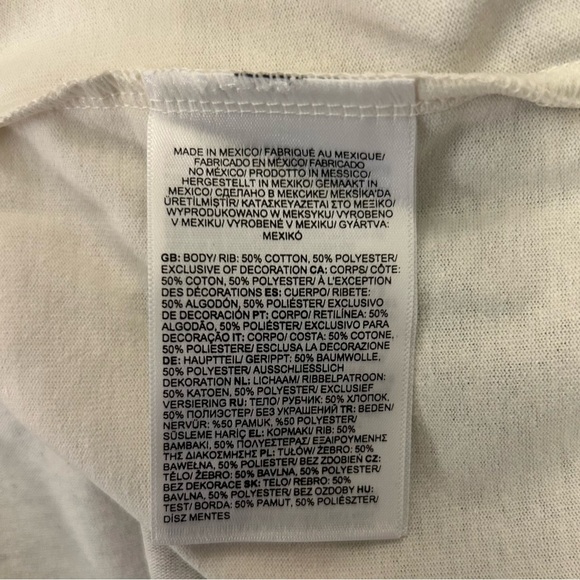 MADE IN MEXICO/ FABRIQUÉ AU MEXIQUE/
FABRICADO EN MÉXICO/ FABRICADO
NO MÉXICO/ PRODOTTO IN MESSICO/
HERGESTELLT IN MEXIKO/ GEMAAKT IN
MEXICO/ СДЕЛАНО В МЕКСИКЕ/ MEKSİKA'DA
ÜRETİLMİŞTİR/ ΚΑΤΑΣΚΕΥΑΖΕΤΑΙ ΣΤΟ ΜΕΞΙΚΟ/
WYPRODUKOWANO W MEKSYKU/ VYROBENO
V MEXIKU/ VYROBENÉ V MEXIKU/ GYÁRTVA:
MEXIKÓ
GB: BODY/ RIB: 50% COTTON, 50% POLYESTER/
EXCLUSIVE OF DECORATION CA: CORPS/ CÔTE:
50% COTON, 50% POLYESTER/ À L'EXCEPTION
DES DÉCORATIONS ES: CUERPO/ RIBETE:
50% ALGODÓN, 50% POLIÉSTER/ EXCLUSIVO
DE DECORACIÓN PT: CORPO/ RETILÍNEA: 50%
ALGODÃO, 50% POLIÉSTER/ EXCLUSIVO PARA
DECORAÇÃO IT: CORPO/ COSTA: 50% COTONE,
50% POLIESTERE/ ESCLUSA LA DECORAZIONE
DE: HAUPTTEIL/ GERIPPT: 50% BAUMWOLLE,
50% POLYESTER/ AUSSCHLIESSLICH
DEKORATION NL: LICHAAM/ RIBBELPATROON:
50% KATOEN, 50% POLYESTER/ EXCLUSIEF
VERSIERING RU: ТЕЛО/ РУБЧИК: 50% ХЛОПОК,
50% ПОЛИЭСТЕР/ БЕЗ УКРАШЕНИЙ TR: BEDEN/
NERVÜR: %50 PAMUK, %50 POLYESTER/
SÜSLEME HARİÇ EL: ΚΟΡΜΑΚΙ/ RIB: 50%
ΒΑΜΒΑΚΙ, 50% ΠΟΛΥΕΣΤΕΡΑΣ/ ΕΞΑΙΡΟΥΜΕΝΗΣ
ΤΗΣ ΔΙΑΚΟΣΜΗΣΗΣ PL: TUŁÓW/ ŻEBRO: 50%
BAWEŁNA, 50% POLYESTER/ BEZ ZDOBIEŃ CZ:
TĚLO/ ŽEBRO: 50% BAVLNA, 50% POLYESTER/
BEZ DEKORACE SK: TELO/ REBRO: 50%
BAVLNA, 50% POLYESTER/ BEZ OZDOBY HU:
TEST/ BORDA: 50% PAMUT, 50% POLIÉSZTER/
DÍSZ MENTES